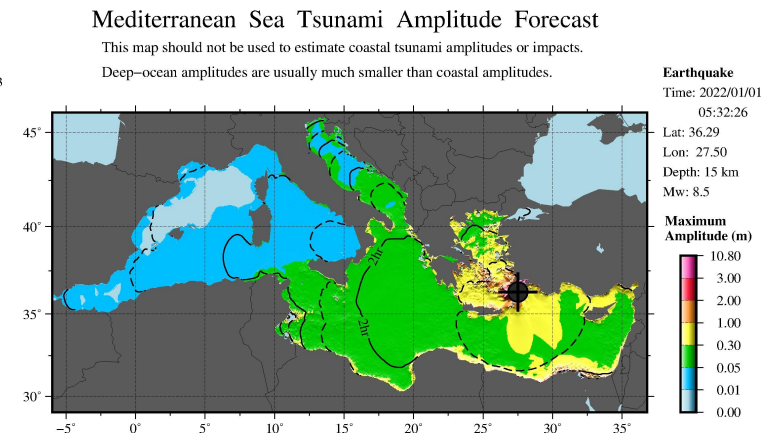 Mediterranean Sea Tsunami Amplitude Forecast
This map should not be used to estimate coastal tsunami amplitudes or impacts.
Deep−ocean amplitudes are usually much smaller than coastal amplitudes.
3
Earthquake
Time: 2022/01/01
05:32:26
Lat: 36.29
Lon: 27.50
Depth: 15 km
Mw: 8.5
Maximum
Amplitude (m)
10.80
3.00
2.00
1.00
0.30
0.05
0.01
0.00
45°
40°
35°
30°
2hr
2hr
−5° 0° 5° 10° 15° 20° 25° 30° 35°